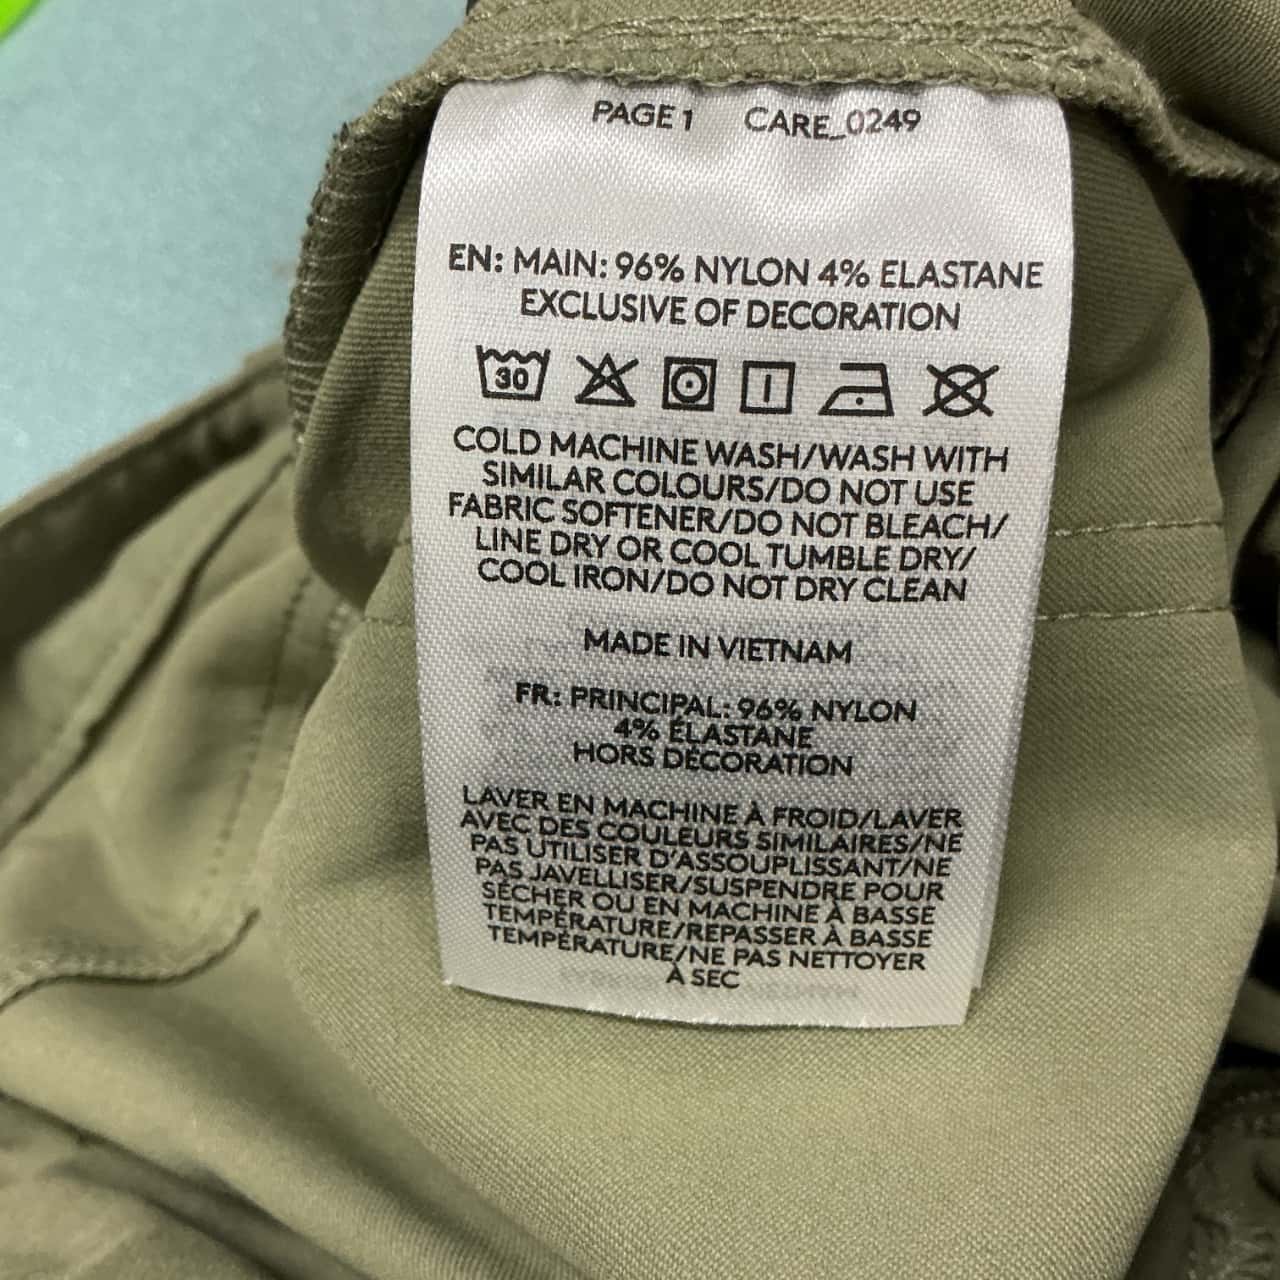 PAGE 1 CARE_0249
EN: MAIN: 96% NYLON 4% ELASTANE
EXCLUSIVE OF DECORATION
30
COLD MACHINE WASH/WASH WITH
SIMILAR COLOURS/DO NOT USE
FABRIC SOFTENER/DO NOT BLEACH/
LINE DRY OR COOL TUMBLE DRY/
COOL IRON/DO NOT DRY CLEAN
MADE IN VIETNAM
FR: PRINCIPAL: 96% NYLON
4% ÉLASTANE
HORS DÉCORATION
LAVER EN MACHINE À FROID/LAVER
AVEC DES COULEURS SIMILAIRES/NE
PAS UTILISER D'ASSOUPLISSANT/NE
PAS JAVELLISER/SUSPENDRE POUR
SÉCHER OU EN MACHINE À BASSE
TEMPÉRATURE/REPASSER À BASSE
TEMPÉRATURE/NE PAS NETTOYER
À SEC